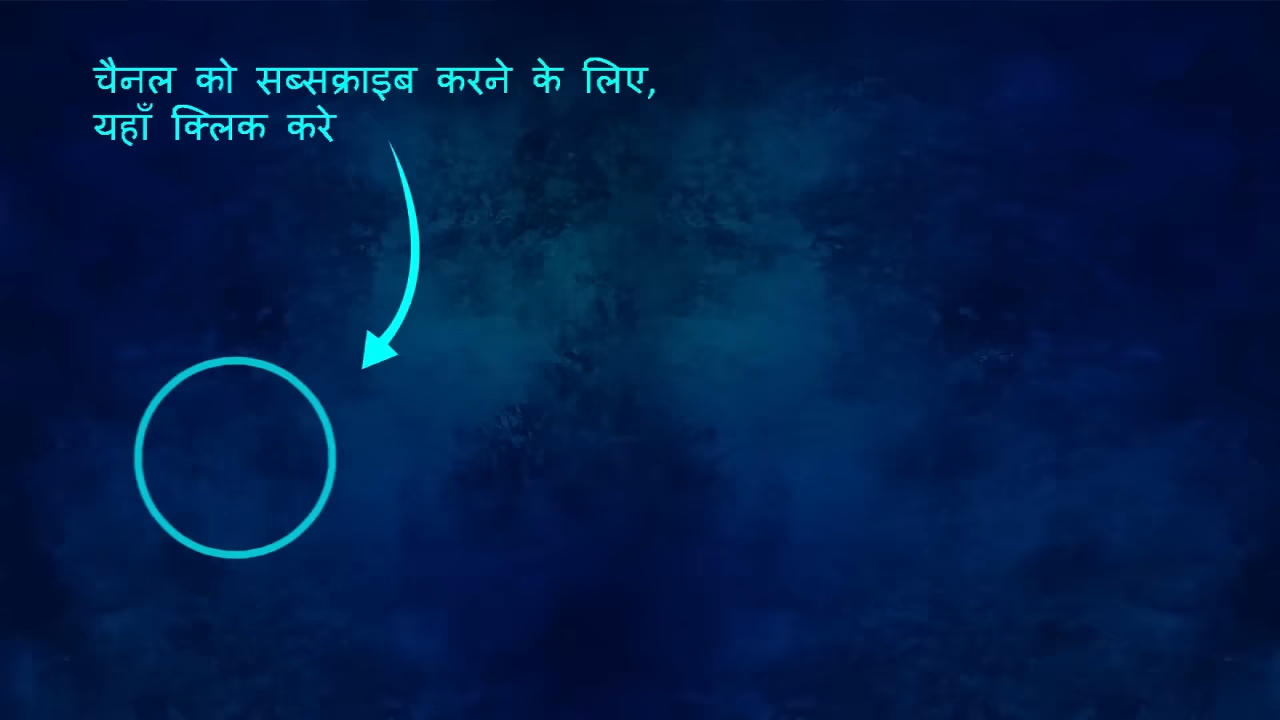 चैनल को सब्सक्राइब करने के लिए,
यहाँ क्लिक करे